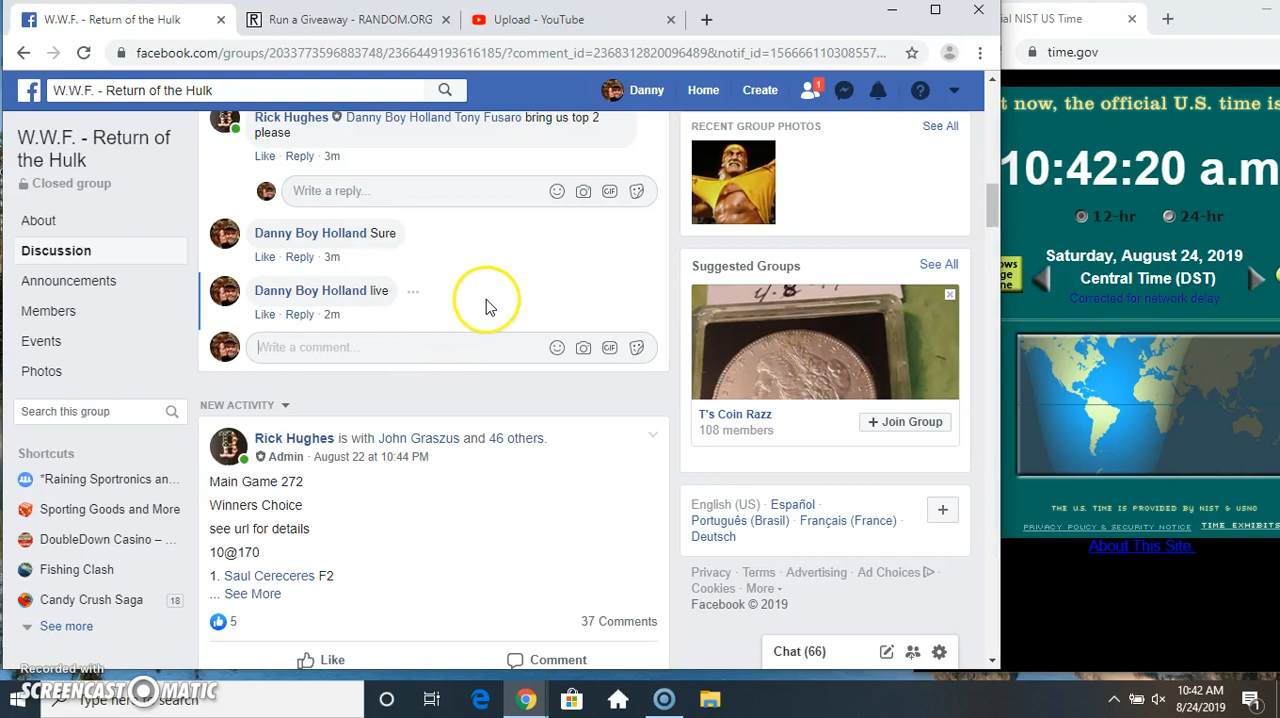 W.W.F. - Return of the Hulk
Run a Giveaway - RANDOM.ORG
Upload - YouTube
ial NIST US Time
facebook.com/groups/2033773596883748/2366449193616185/?comment_id=2368312820096489&notif_id=156666110308557...
time.gov
W.W.F. - Return of the Hulk
Danny
Home
Create
1
W.W.F. - Return of
the Hulk
Closed group
About
Discussion
Announcements
Members
Events
Photos
Search this group
Shortcuts
*Raining Sportronics an...
Sporting Goods and More
DoubleDown Casino – ...
Fishing Clash
Candy Crush Saga
18
See more
Rick Hughes Danny Boy Holland Tony Fusaro bring us top 2
please
Like · Reply · 3m
Write a reply...
GIF
Danny Boy Holland Sure
Like · Reply · 3m
Danny Boy Holland live
Like · Reply · 2m
Write a comment...
GIF
NEW ACTIVITY
Rick Hughes is with John Graszus and 46 others.
Admin · August 22 at 10:44 PM
Main Game 272
Winners Choice
see url for details
10@170
1. Saul Cereceres F2
... See More
5
37 Comments
Like
Comment
RECENT GROUP PHOTOS
See All
Suggested Groups
See All
T's Coin Razz
108 members
+ Join Group
English (US) · Español ·
Português (Brasil) · Français (France) ·
Deutsch
Privacy · Terms · Advertising · Ad Choices ·
Cookies · More
Facebook © 2019
Chat (66)
t now, the official U.S. time is
10:42:20 a.m
12-hr
24-hr
Saturday, August 24, 2019
Central Time (DST)
Corrected for network delay
THE U.S. TIME IS PROVIDED BY NIST & USNO
PRIVACY POLICY & SECURITY NOTICE
TIME EXHIBITS
About This Site.
Recorded with
SCREENCAST-O-MATIC
search
10:42 AM
8/24/2019
1